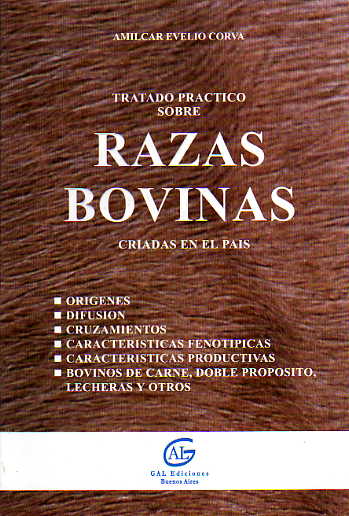 AMILCAR EVELIO CORVA
TRATADO PRACTICO
SOBRE
RAZAS
BOVINAS
CRIADAS EN EL PAIS
■ ORIGENES
■ DIFUSION
■ CRUZAMIENTOS
■ CARACTERISTICAS FENOTIPICAS
■ CARACTERISTICAS PRODUCTIVAS
■ BOVINOS DE CARNE, DOBLE PROPOSITO,
LECHERAS Y OTROS
GAL
GAL Ediciones
Buenos Aires